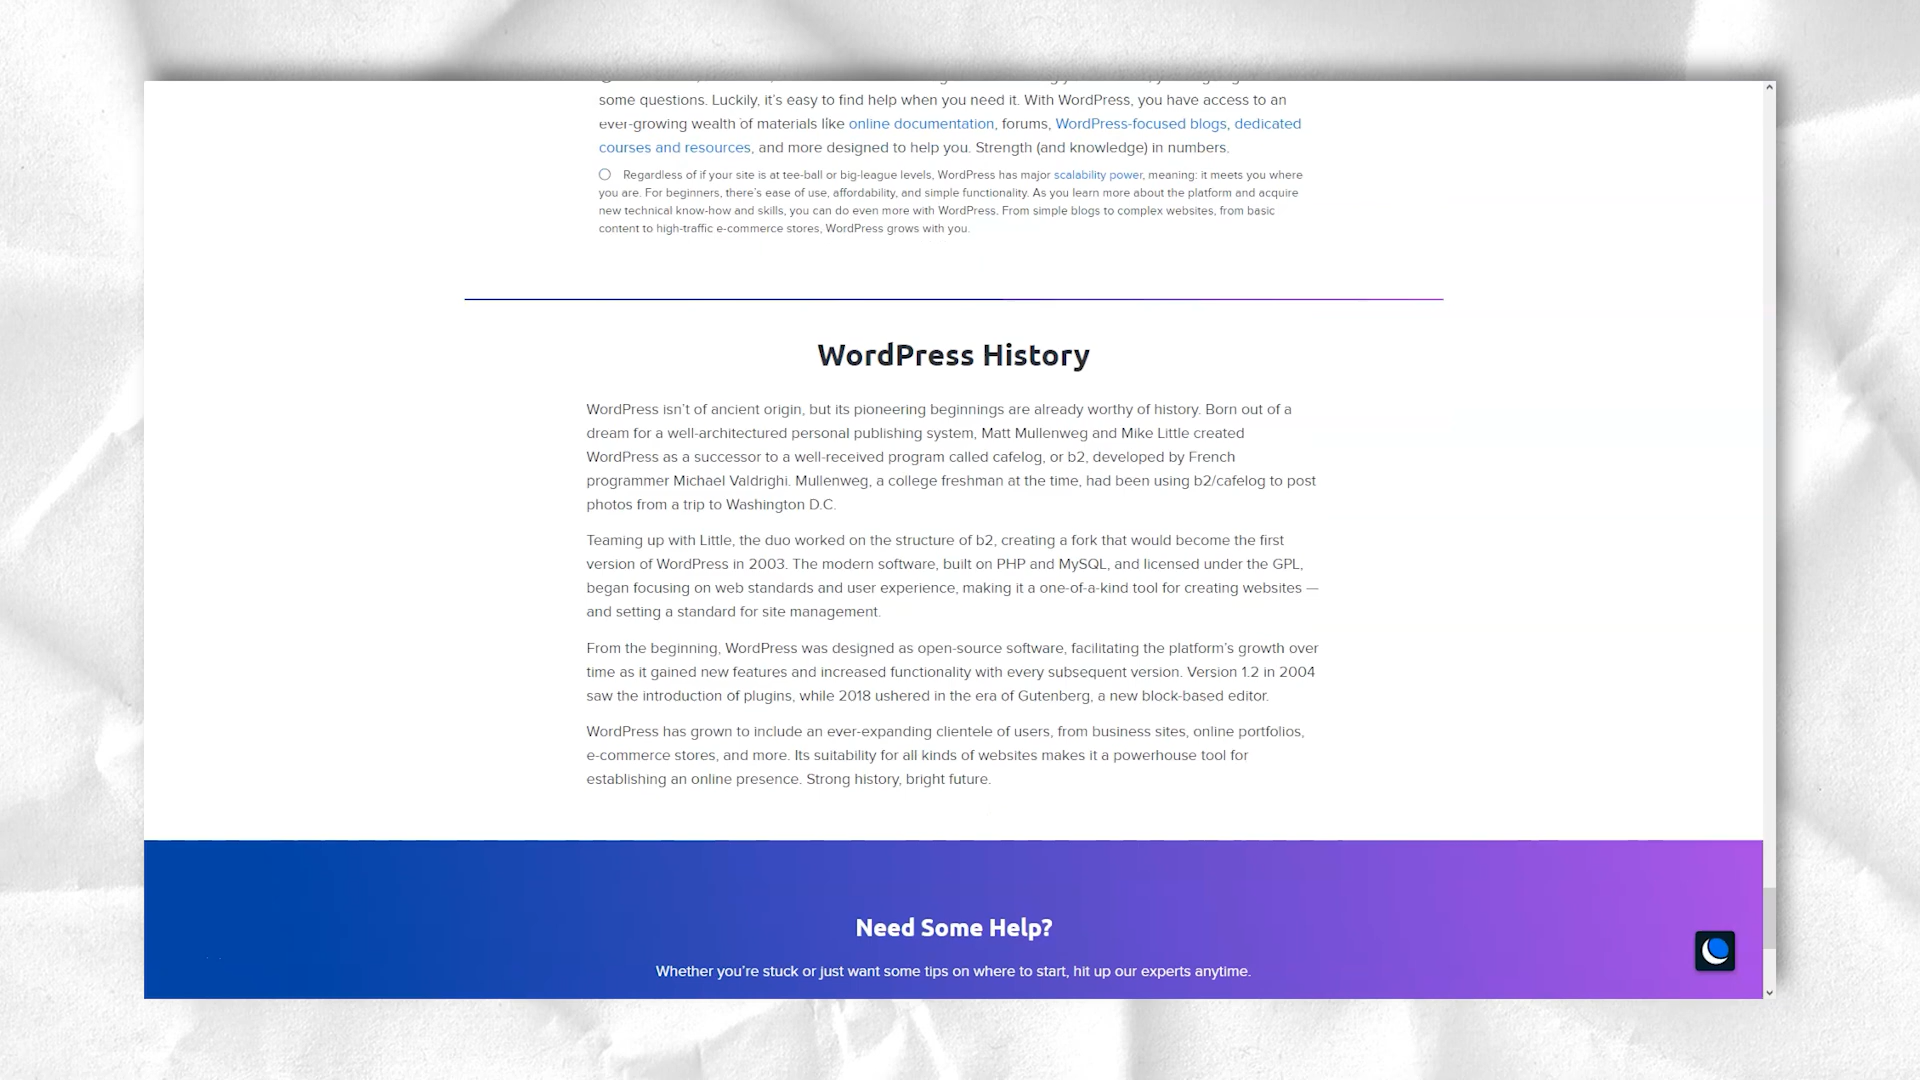 some questions. Luckily, it's easy to find help when you need it. With WordPress, you have access to an
ever-growing wealth of materials like online documentation, forums, WordPress-focused blogs, dedicated
courses and resources, and more designed to help you. Strength (and knowledge) in numbers.
Regardless of if your site is at tee-ball or big-league levels, WordPress has major scalability power, meaning: it meets you where
you are. For beginners, there's ease of use, affordability, and simple functionality. As you learn more about the platform and acquire
new technical know-how and skills, you can do even more with WordPress. From simple blogs to complex websites, from basic
content to high-traffic e-commerce stores, WordPress grows with you.
WordPress History
WordPress isn't of ancient origin, but its pioneering beginnings are already worthy of history. Born out of a
dream for a well-architectured personal publishing system, Matt Mullenweg and Mike Little created
WordPress as a successor to a well-received program called cafelog, or b2, developed by French
programmer Michael Valdrighi. Mullenweg, a college freshman at the time, had been using b2/cafelog to post
photos from a trip to Washington D.C.
Teaming up with Little, the duo worked on the structure of b2, creating a fork that would become the first
version of WordPress in 2003. The modern software, built on PHP and MySQL, and licensed under the GPL,
began focusing on web standards and user experience, making it a one-of-a-kind tool for creating websites —
and setting a standard for site management.
From the beginning, WordPress was designed as open-source software, facilitating the platform's growth over
time as it gained new features and increased functionality with every subsequent version. Version 1.2 in 2004
saw the introduction of plugins, while 2018 ushered in the era of Gutenberg, a new block-based editor.
WordPress has grown to include an ever-expanding clientele of users, from business sites, online portfolios,
e-commerce stores, and more. Its suitability for all kinds of websites makes it a powerhouse tool for
establishing an online presence. Strong history, bright future.
Need Some Help?
Whether you're stuck or just want some tips on where to start, hit up our experts anytime.